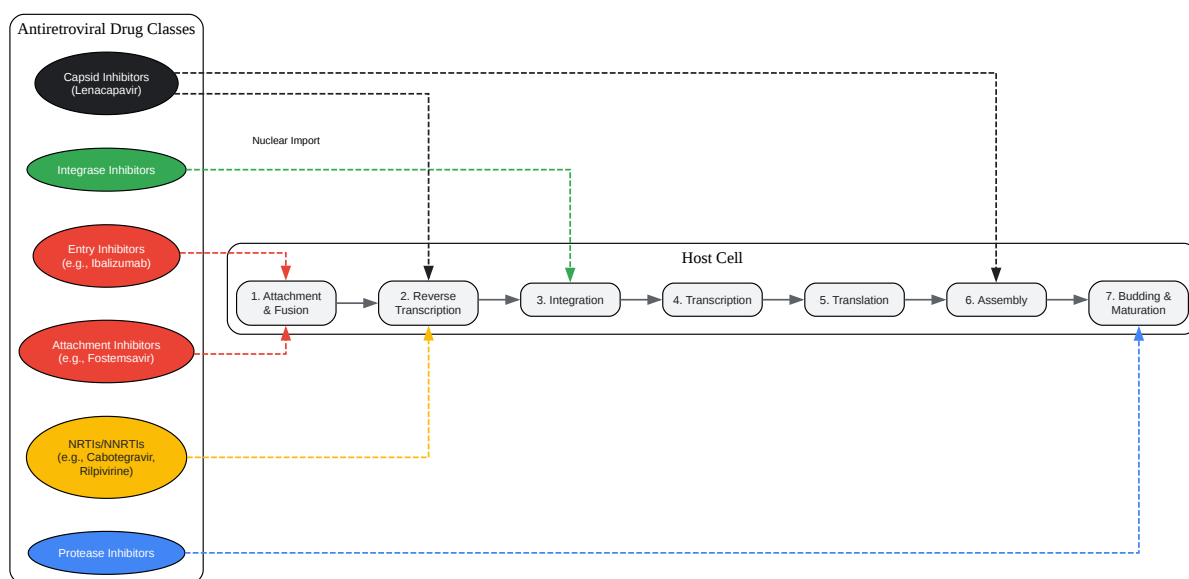 Antiretroviral Drug Classes
Capsid Inhibitors
(Lenacapavir)
Nuclear Import
Integrase Inhibitors
Entry Inhibitors
(e.g., Ibalizumab)
Attachment Inhibitors
(e.g., Fostemsavir)
NRTIs/NNRTIs
(e.g., Cabotegravir,
Rilpivirine)
Protease Inhibitors
Host Cell
1. Attachment
& Fusion
2. Reverse
Transcription
3. Integration
4. Transcription
5. Translation
6. Assembly
7. Budding &
Maturation